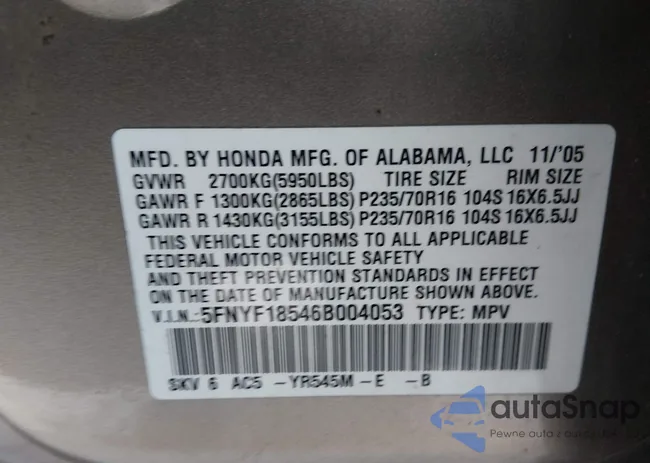 MFD. BY HONDA MFG. OF ALABAMA, LLC 11/'05
GVWR 2700KG(5950LBS) TIRE SIZE RIM SIZE
GAWR F 1300KG(2865LBS) P235/70R16 104S 16X6.5JJ
GAWR R 1430KG(3155LBS) P235/70R16 104S 16X6.5JJ
THIS VEHICLE CONFORMS TO ALL APPLICABLE
FEDERAL MOTOR VEHICLE SAFETY
AND THEFT PREVENTION STANDARDS IN EFFECT
ON THE DATE OF MANUFACTURE SHOWN ABOVE.
V.I.N.: 5FNYF18546B004053 TYPE: MPV
SKV 6 AC5 -YR545M-E -B
autaSnap
Pewne auta z